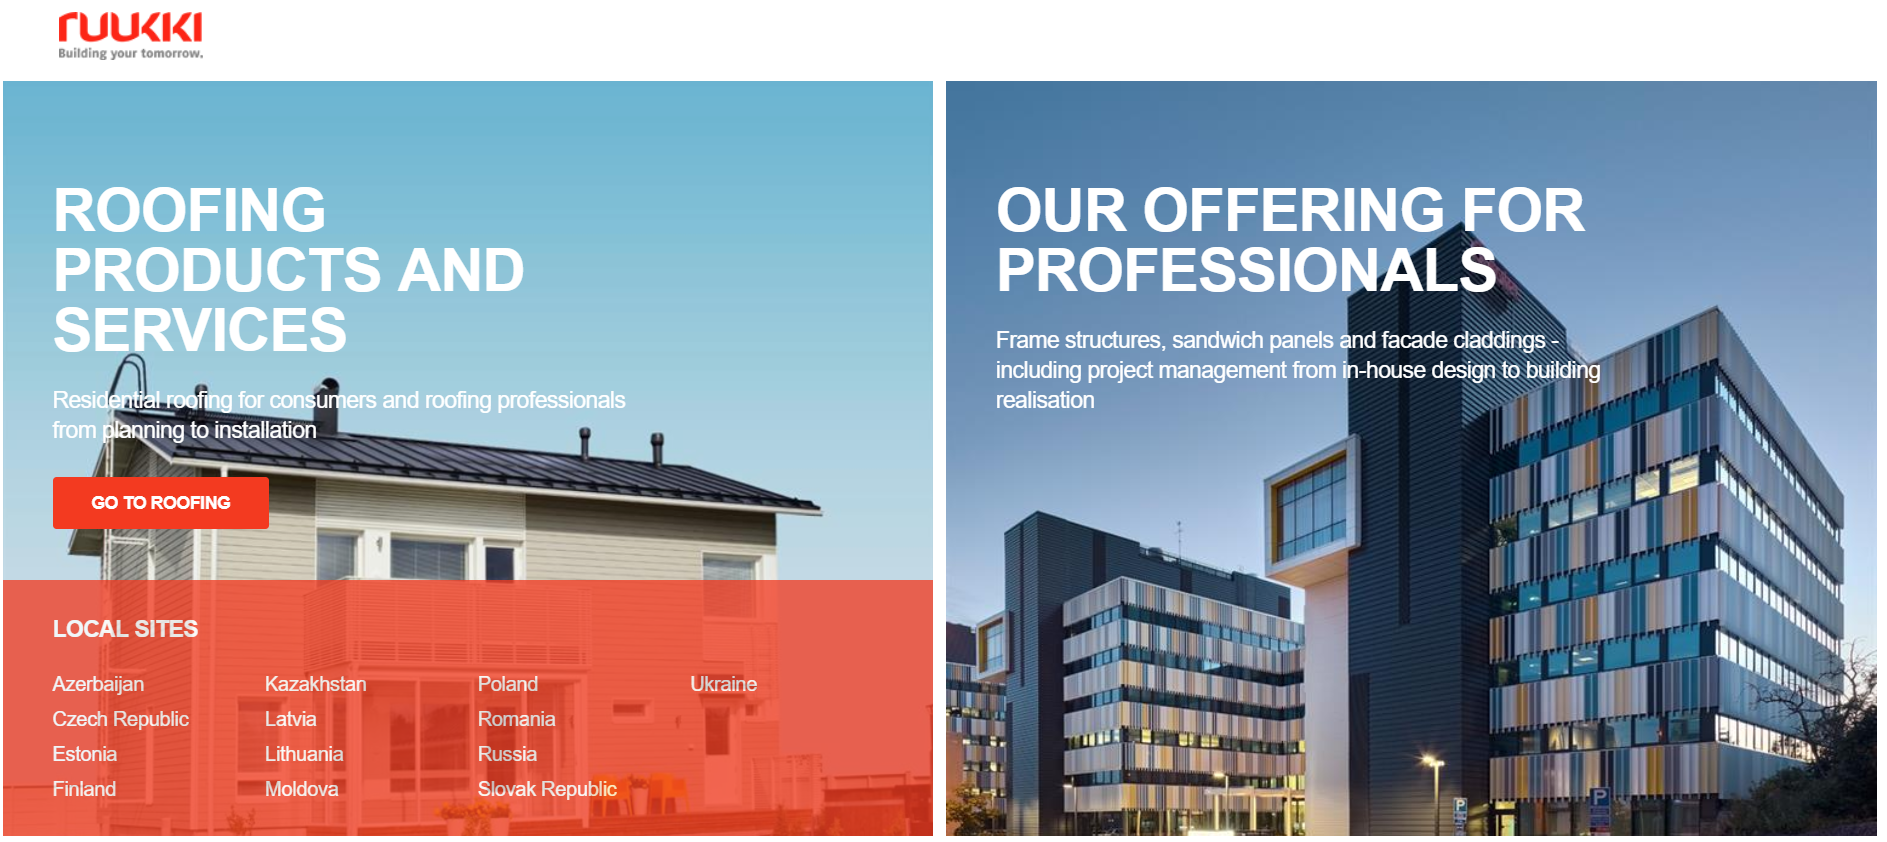 ruukki
Building your tomorrow.
ROOFING
PRODUCTS AND
SERVICES
Residential roofing for consumers and roofing professionals
from planning to installation
GO TO ROOFING
LOCAL SITES
Azerbaijan
Czech Republic
Estonia
Finland
Kazakhstan
Latvia
Lithuania
Moldova
Poland
Romania
Russia
Slovak Republic
Ukraine
OUR OFFERING FOR
PROFESSIONALS
Frame structures, sandwich panels and facade claddings -
including project management from in-house design to building
realisation
P
P